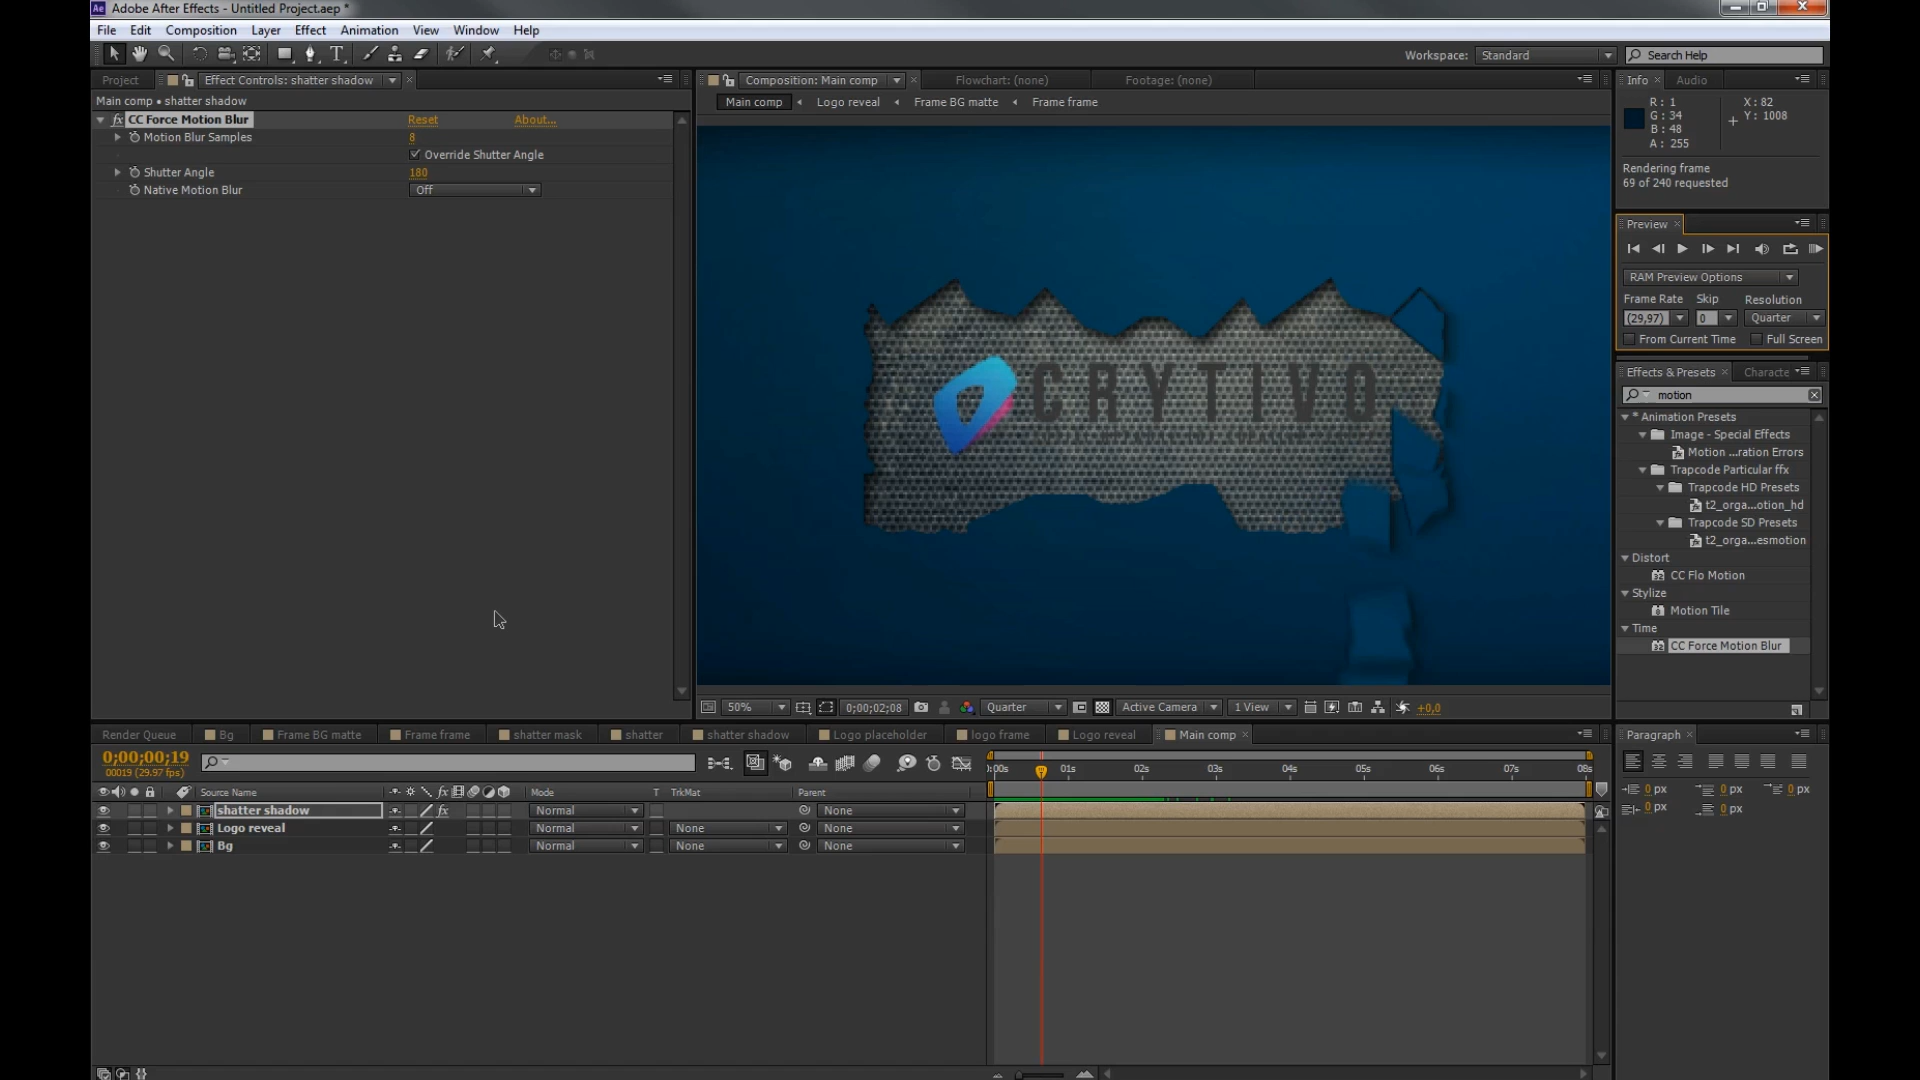 Adobe After Effects - Untitled Project.aep *
File Edit Composition Layer Effect Animation View Window Help
Workspace: Standard Search Help
Project Effect Controls: shatter shadow Composition: Main comp Flowchart: (none) Footage: (none) Info Audio
Main comp • shatter shadow
Main comp Logo reveal Frame BG matte Frame frame
R: 1 X: 82
G: 34 Y: 1008
B: 48
A: 255
Rendering frame
69 of 240 requested
fx CC Force Motion Blur Reset About...
Motion Blur Samples 8
Override Shutter Angle
Shutter Angle 180
Native Motion Blur Off
Preview
RAM Preview Options
Frame Rate Skip Resolution
(29,97) 0 Quarter
From Current Time Full Screen
CRYTIVO
Effects & Presets Characte
motion
* Animation Presets
Image - Special Effects
Motion ...ration Errors
Trapcode Particular ffx
Trapcode HD Presets
t2_orga...otion_hd
Trapcode SD Presets
t2_orga...esmotion
Distort
CC Flo Motion
Stylize
Motion Tile
Time
CC Force Motion Blur
50% 0;00;02;08 Quarter Active Camera 1 View +0,0
Render Queue Bg Frame BG matte Frame frame shatter mask shatter shatter shadow Logo placeholder logo frame Logo reveal Main comp
Paragraph
0;00;00;19
00019 (29.97 fps)
):00s 01s 02s 03s 04s 05s 06s 07s 08s
Source Name fx Mode T TrkMat Parent
shatter shadow fx Normal None
Logo reveal Normal None None
Bg Normal None None
0 px 0 px 0 px
0 px 0 px